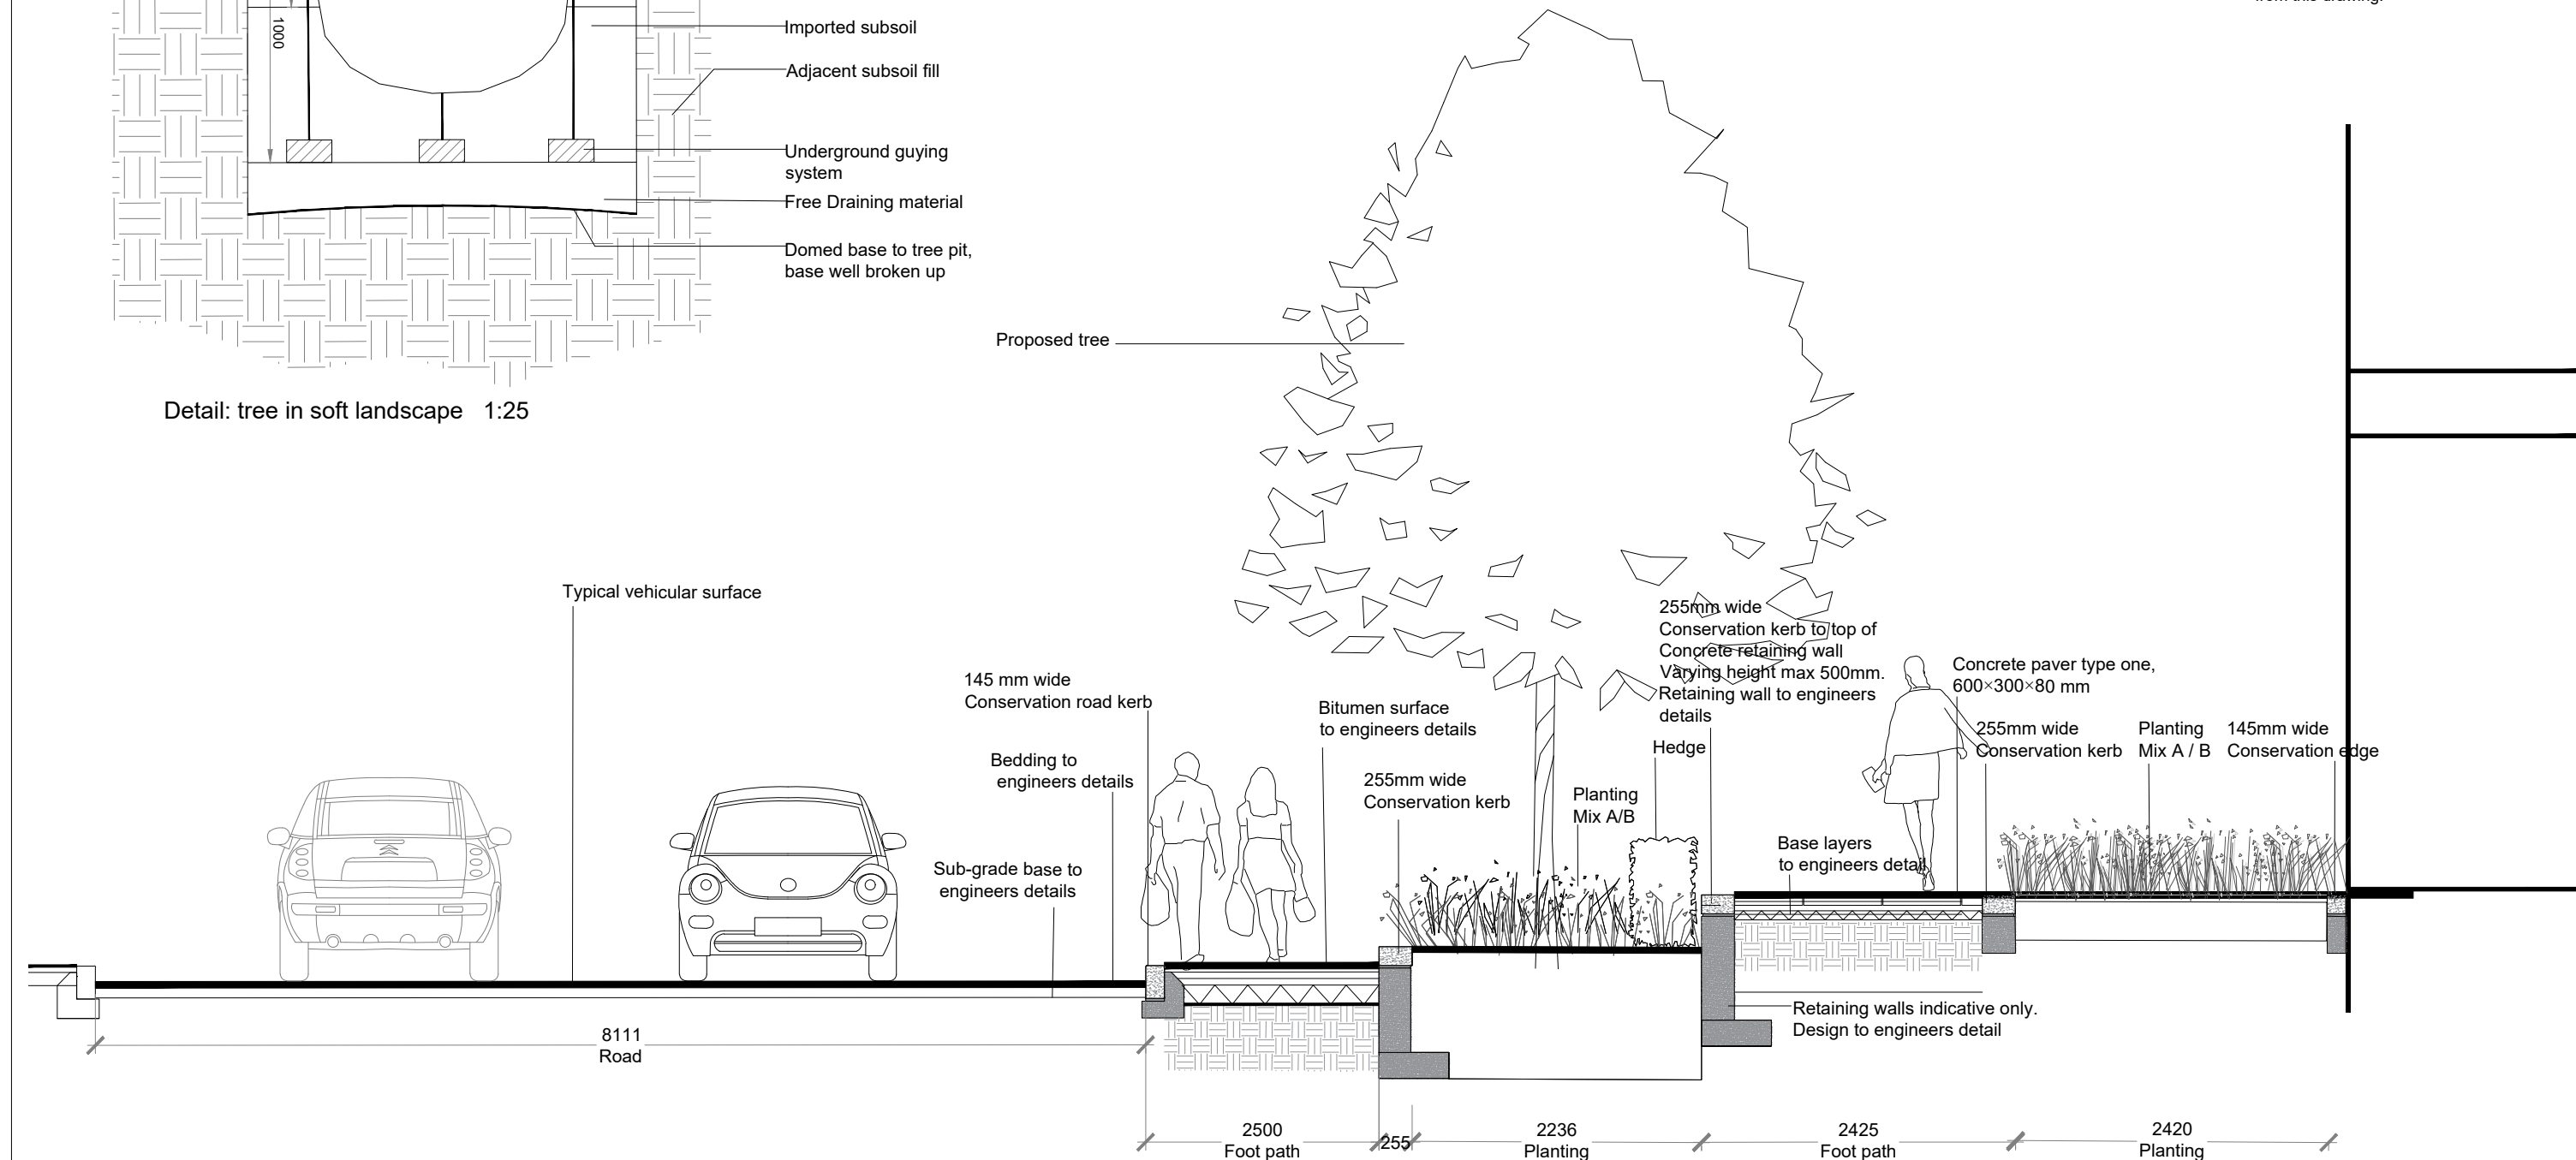 from this drawing.
1000
Imported subsoil
Adjacent subsoil fill
Underground guying
system
Free Draining material
Domed base to tree pit,
base well broken up
Detail: tree in soft landscape 1:25
Proposed tree
Typical vehicular surface
145 mm wide
Conservation road kerb
Bedding to
engineers details
Sub-grade base to
engineers details
Bitumen surface
to engineers details
255mm wide
Conservation kerb
Planting
Mix A/B
255mm wide
Conservation kerb to top of
Concrete retaining wall
Varying height max 500mm.
Retaining wall to engineers
details
Hedge
Base layers
to engineers detail
Concrete paver type one,
600×300×80 mm
255mm wide
Conservation kerb
Planting
Mix A / B
145mm wide
Conservation edge
Retaining walls indicative only.
Design to engineers detail
8111
Road
2500
Foot path
255
2236
Planting
2425
Foot path
2420
Planting